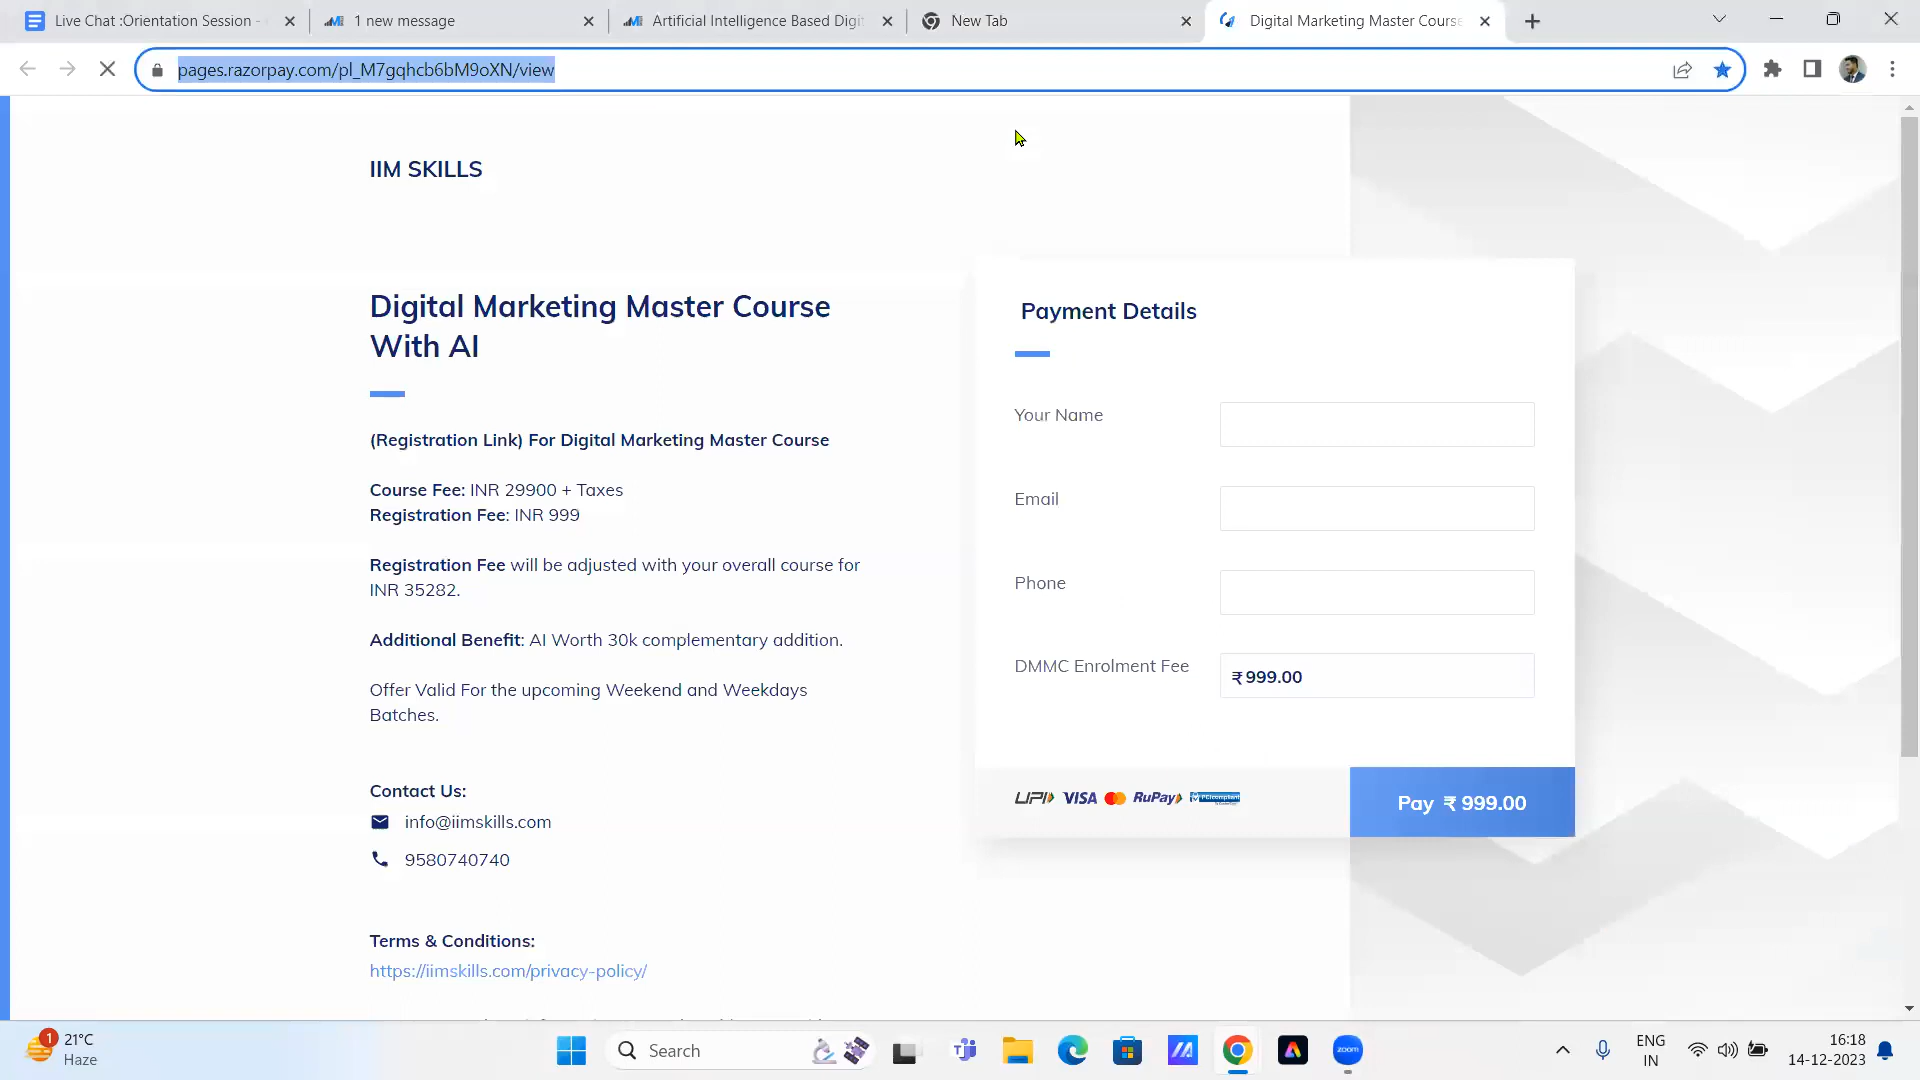 Live Chat :Orientation Session -
1 new message
Artificial Intelligence Based Digit
New Tab
Digital Marketing Master Course
pages.razorpay.com/pl_M7gqhcb6bM9oXN/view
IIM SKILLS
Digital Marketing Master Course
With AI
(Registration Link) For Digital Marketing Master Course
Course Fee: INR 29900 + Taxes
Registration Fee: INR 999
Registration Fee will be adjusted with your overall course for
INR 35282.
Additional Benefit: AI Worth 30k complementary addition.
Offer Valid For the upcoming Weekend and Weekdays
Batches.
Contact Us:
info@iimskills.com
9580740740
Terms & Conditions:
https://iimskills.com/privacy-policy/
Payment Details
Your Name
Email
Phone
DMMC Enrolment Fee
₹ 999.00
UPI VISA RuPay PCI compliant
Pay ₹ 999.00
1
21°C
Haze
Search
zoom
ENG
IN
16:18
14-12-2023